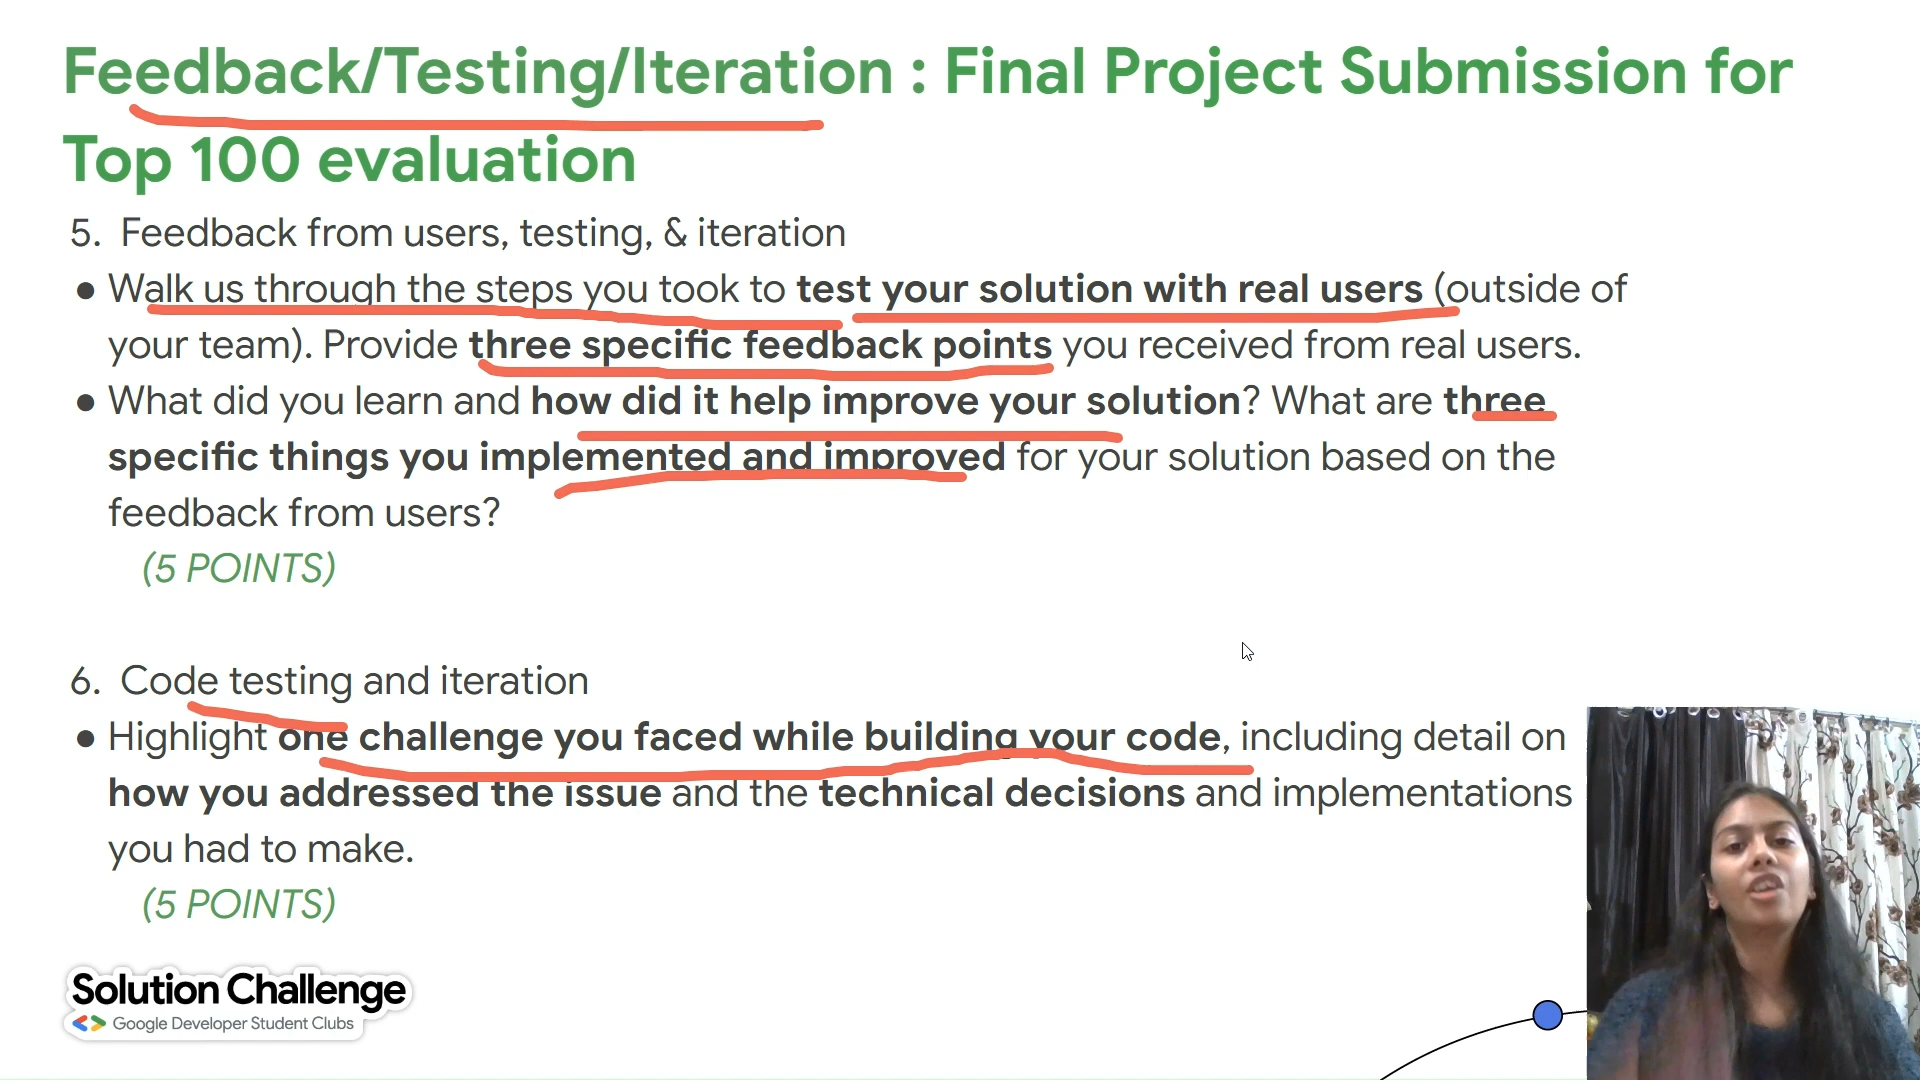 Feedback/Testing/Iteration : Final Project Submission for
Top 100 evaluation
5. Feedback from users, testing, & iteration
● Walk us through the steps you took to test your solution with real users (outside of
your team). Provide three specific feedback points you received from real users.
● What did you learn and how did it help improve your solution? What are three
specific things you implemented and improved for your solution based on the
feedback from users?
(5 POINTS)
6. Code testing and iteration
● Highlight one challenge you faced while building your code, including detail on
how you addressed the issue and the technical decisions and implementations
you had to make.
(5 POINTS)
Solution Challenge
Google Developer Student Clubs